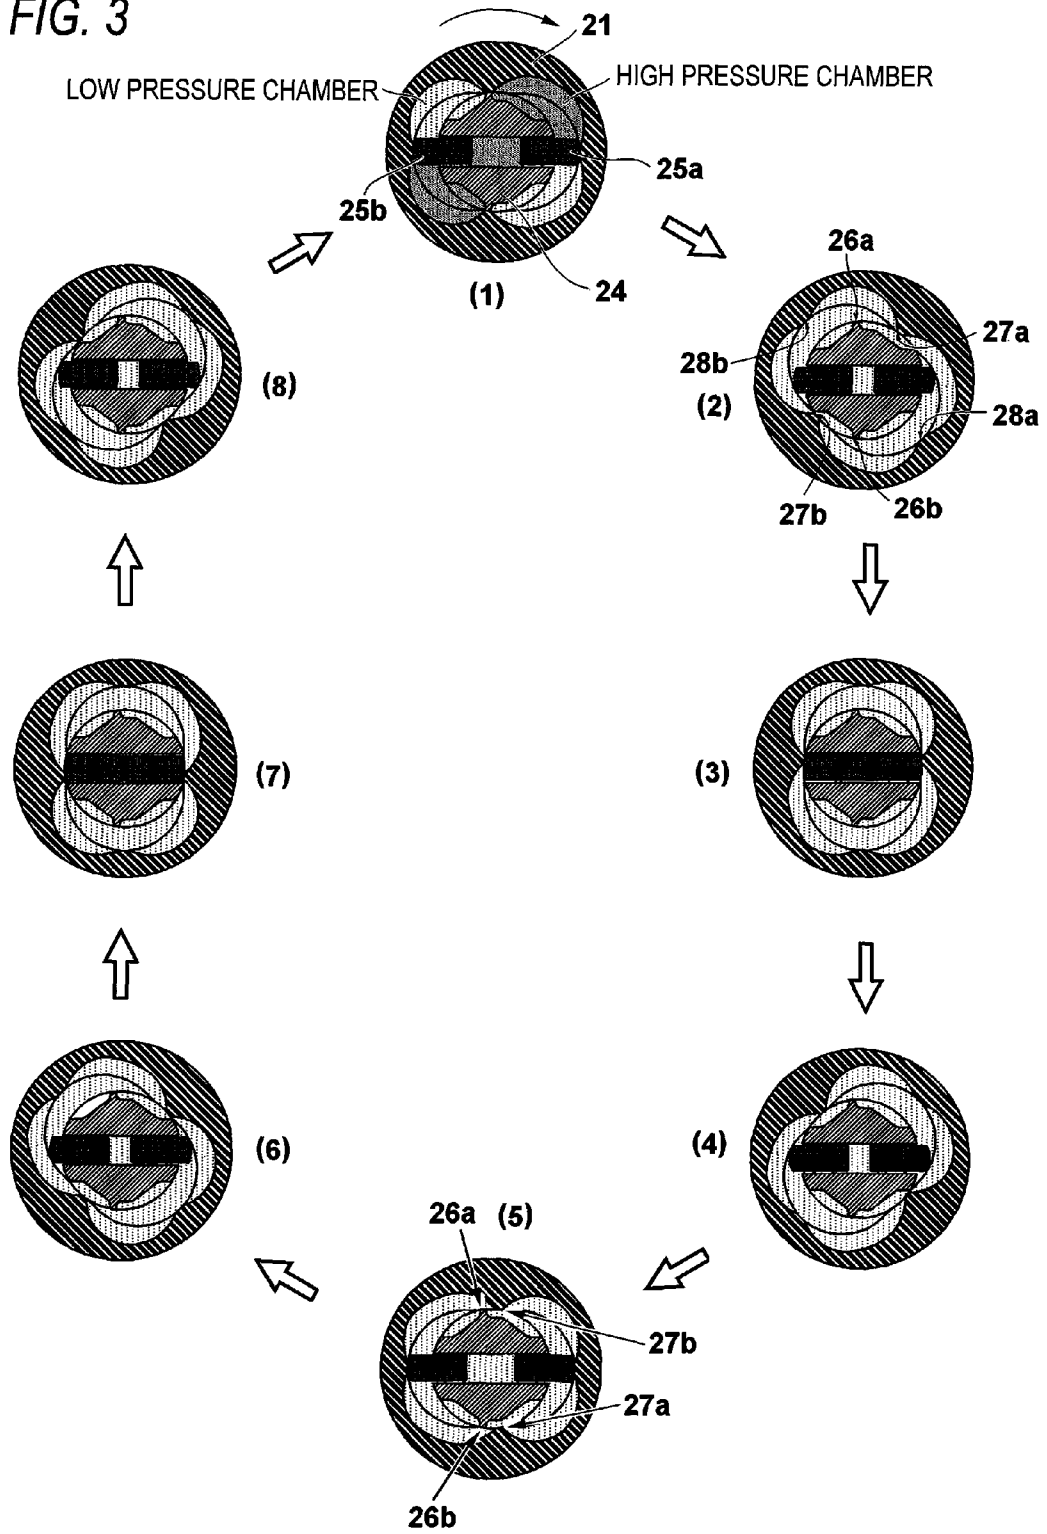 FIG. 3
21
LOW PRESSURE CHAMBER
HIGH PRESSURE CHAMBER
25a
25b
24
(1)
26a
27a
28b
(2)
28a
27b
26b
(8)
(7)
(3)
(6)
(4)
26a
(5)
27b
27a
26b